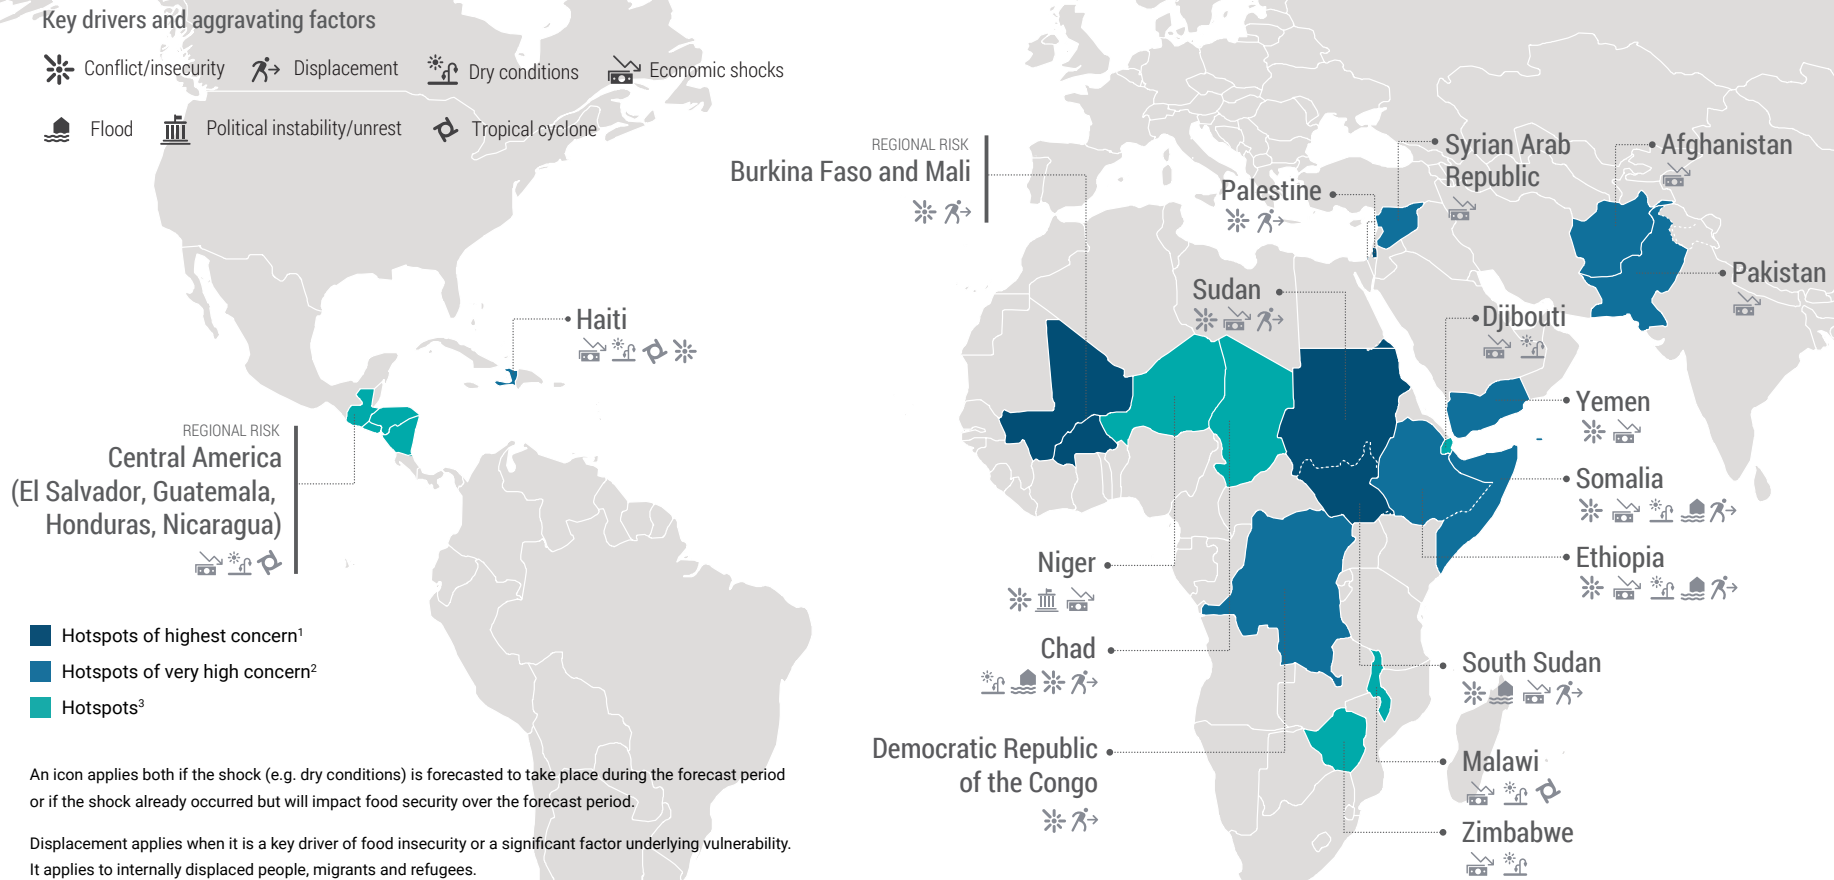 Key drivers and aggravating factors
Conflict/insecurity
Displacement
Dry conditions
Economic shocks
Flood
Political instability/unrest
Tropical cyclone
REGIONAL RISK
Burkina Faso and Mali
Palestine
Syrian Arab
Republic
Afghanistan
Pakistan
Sudan
Djibouti
Haiti
Yemen
REGIONAL RISK
Central America
(El Salvador, Guatemala,
Honduras, Nicaragua)
Somalia
Niger
Ethiopia
Chad
South Sudan
Democratic Republic
of the Congo
Malawi
Zimbabwe
Hotspots of highest concern¹
Hotspots of very high concern²
Hotspots³
An icon applies both if the shock (e.g. dry conditions) is forecasted to take place during the forecast period
or if the shock already occurred but will impact food security over the forecast period.
Displacement applies when it is a key driver of food insecurity or a significant factor underlying vulnerability.
It applies to internally displaced people, migrants and refugees.